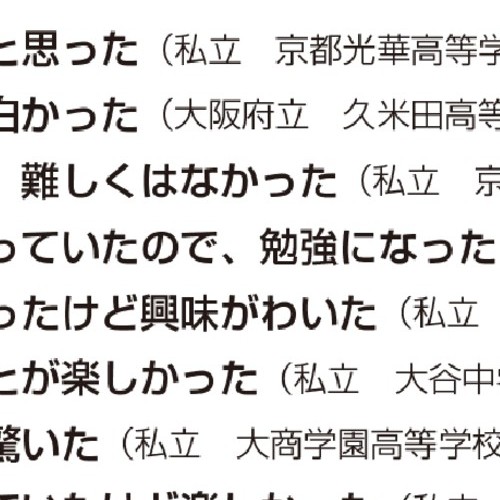 と思った（私立　京都光華高等学
白かった（大阪府立　久米田高等
難しくはなかった（私立　京
っていたので、勉強になった
ったけど興味がわいた（私立
とが楽しかった（私立　大谷中学
驚いた（私立　大商学園高等学校